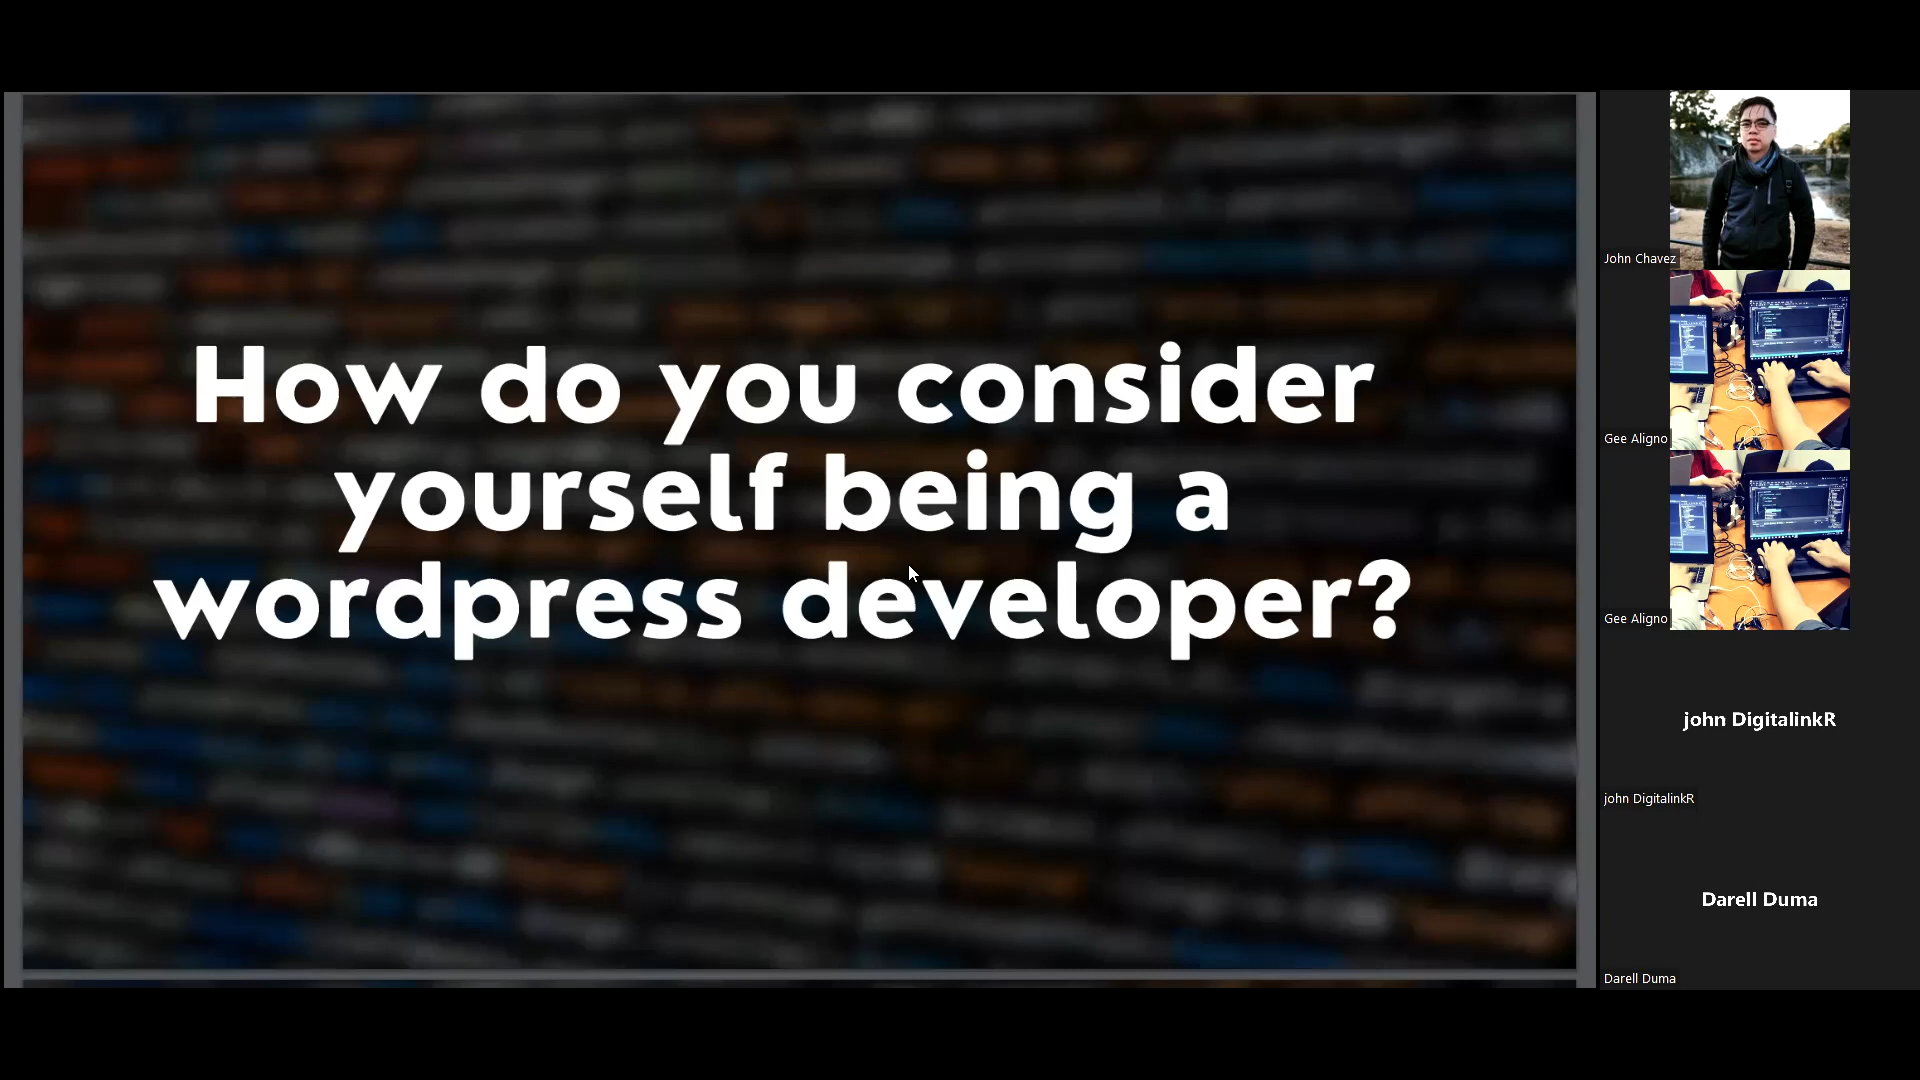 How do you consider
yourself being a
wordpress developer?
John Chavez
Gee Aligno
Gee Aligno
john DigitalinkR
john DigitalinkR
Darell Duma
Darell Duma